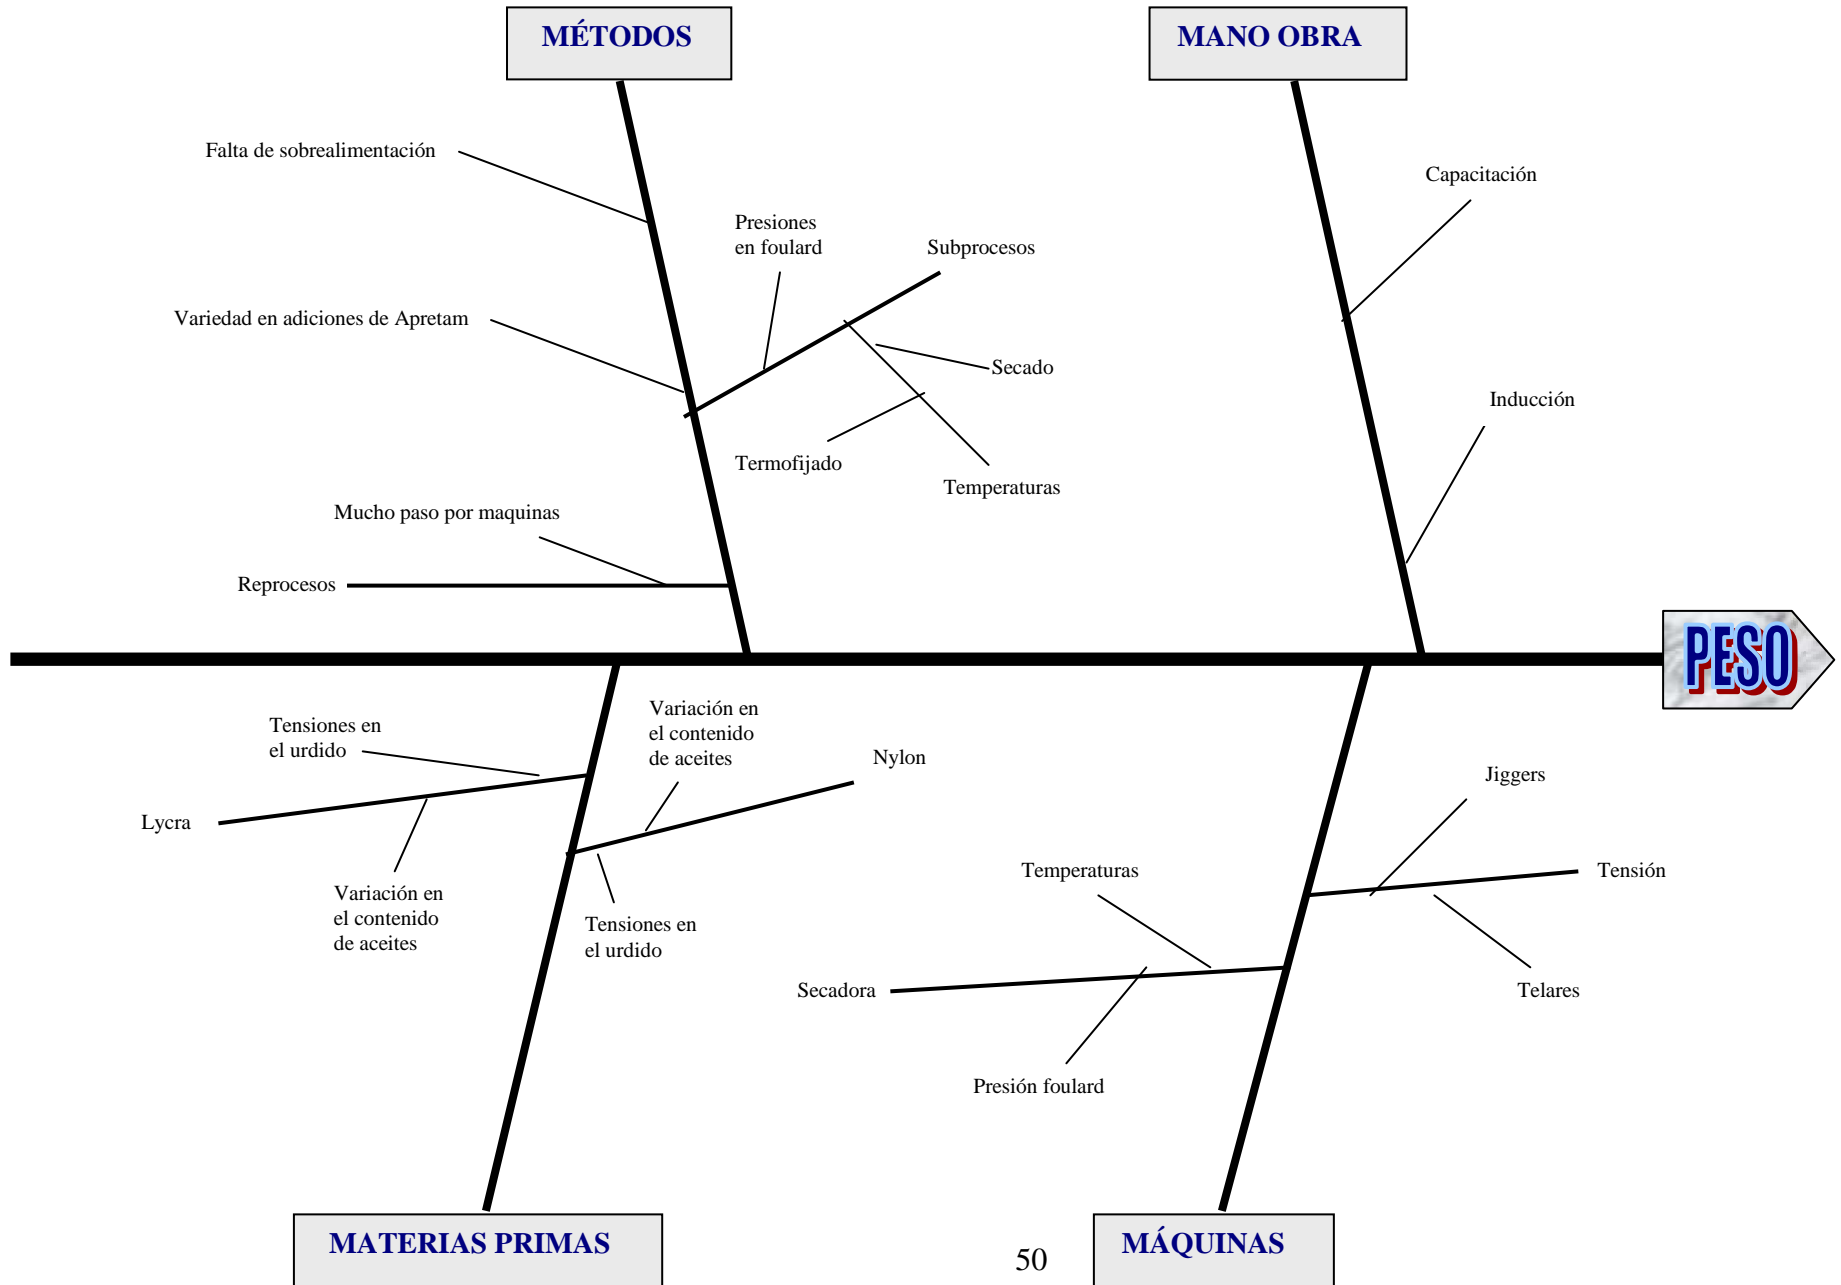 MÉTODOS
MANO OBRA
Falta de sobrealimentación
Capacitación
Presiones
en foulard
Subprocesos
Variedad en adiciones de Apretam
Secado
Inducción
Termofijado
Temperaturas
Mucho paso por maquinas
Reprocesos
PESO
Tensiones en
el urdido
Variación en
el contenido
de aceites
Nylon
Jiggers
Lycra
Variación en
el contenido
de aceites
Tensiones en
el urdido
Temperaturas
Tensión
Secadora
Telares
Presión foulard
MATERIAS PRIMAS
50
MÁQUINAS